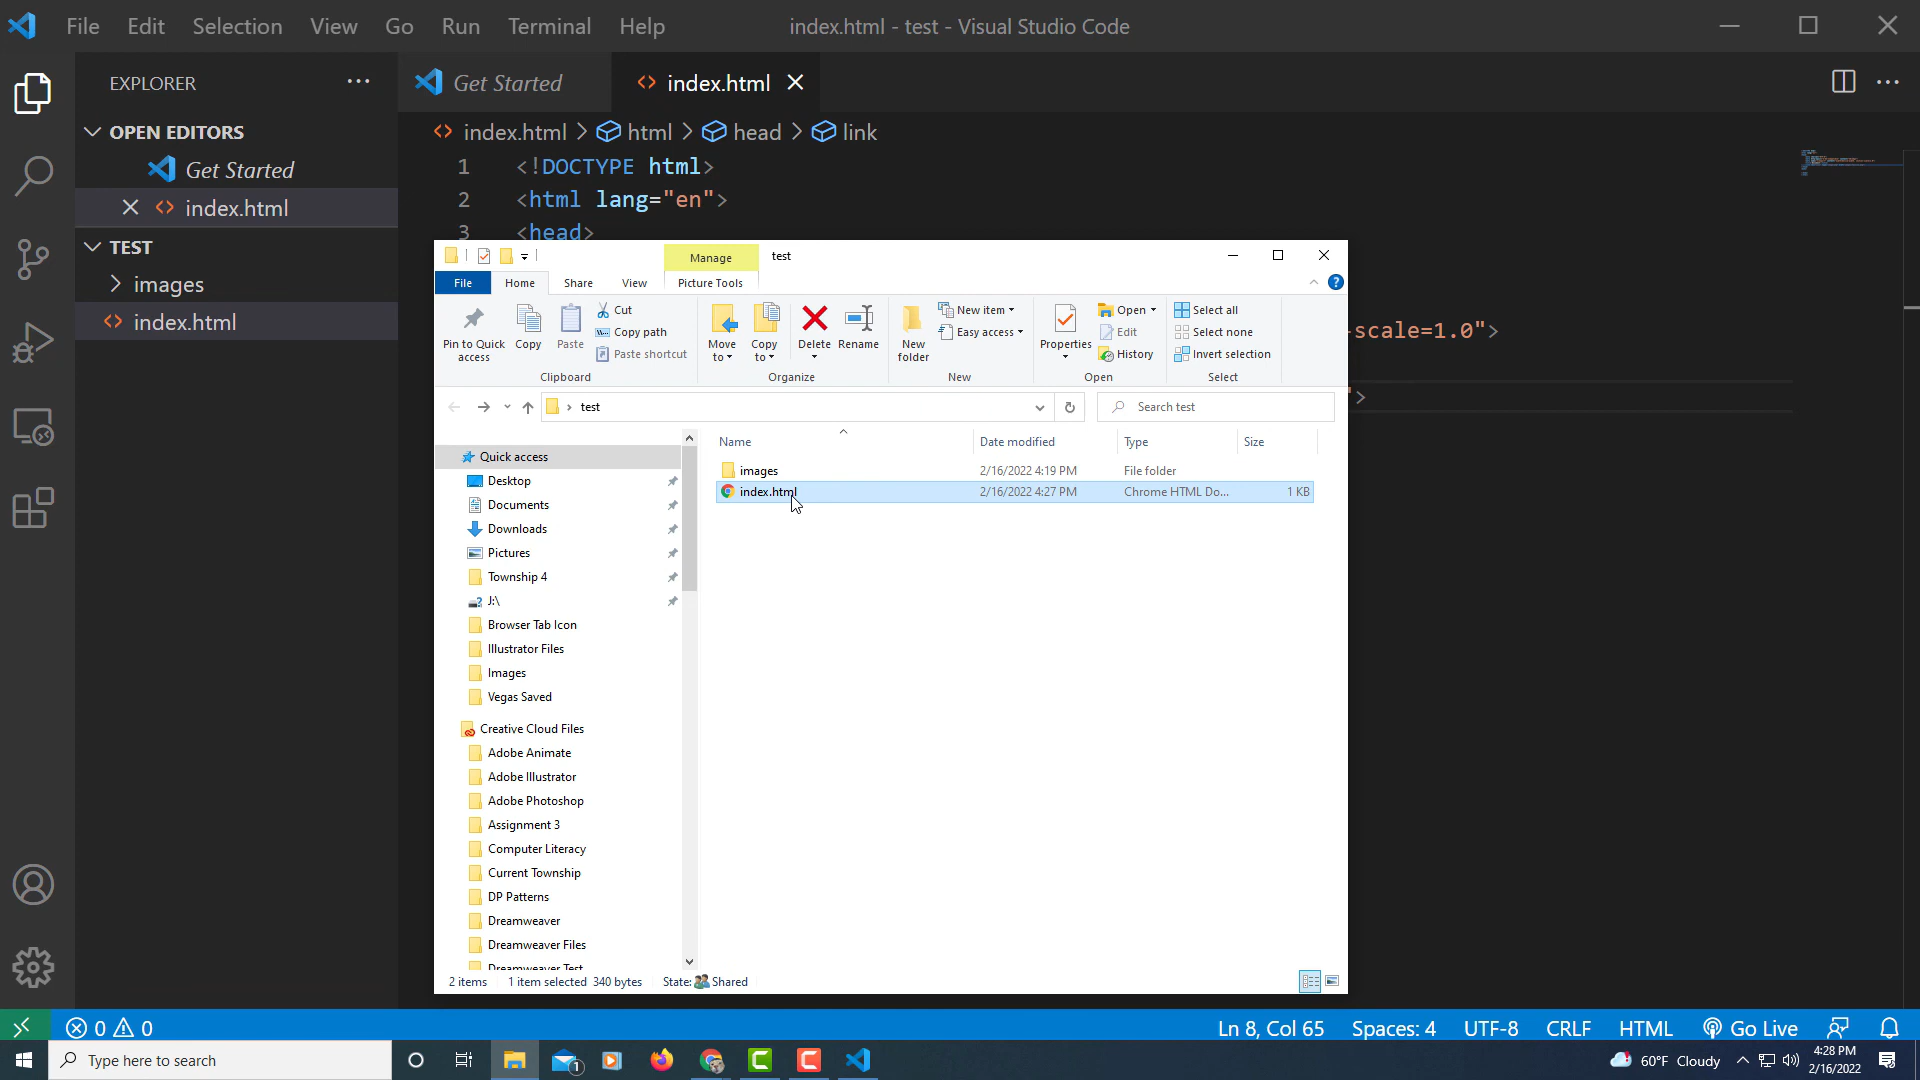 File Edit Selection View Go Run Terminal Help index.html - test - Visual Studio Code
EXPLORER
OPEN EDITORS
Get Started
index.html
TEST
images
index.html
Get Started index.html
index.html html head link
1 <!DOCTYPE html>
2 <html lang="en">
3 <head>
-scale=1.0">
">
Manage test
File Home Share View Picture Tools
Pin to Quick access
Copy
Paste
Cut
Copy path
Paste shortcut
Clipboard
Move to
Copy to
Delete
Rename
Organize
New folder
New item
Easy access
New
Properties
Open
Edit
History
Open
Select all
Select none
Invert selection
Select
test
Search test
Name Date modified Type Size
images 2/16/2022 4:19 PM File folder
index.html 2/16/2022 4:27 PM Chrome HTML Do... 1 KB
Quick access
Desktop
Documents
Downloads
Pictures
Township 4
J:\
Browser Tab Icon
Illustrator Files
Images
Vegas Saved
Creative Cloud Files
Adobe Animate
Adobe Illustrator
Adobe Photoshop
Assignment 3
Computer Literacy
Current Township
DP Patterns
Dreamweaver
Dreamweaver Files
Dreamweaver Test
2 items 1 item selected 340 bytes State: Shared
0 0 Ln 8, Col 65 Spaces: 4 UTF-8 CRLF HTML Go Live
Type here to search
1
60°F Cloudy
4:28 PM
2/16/2022